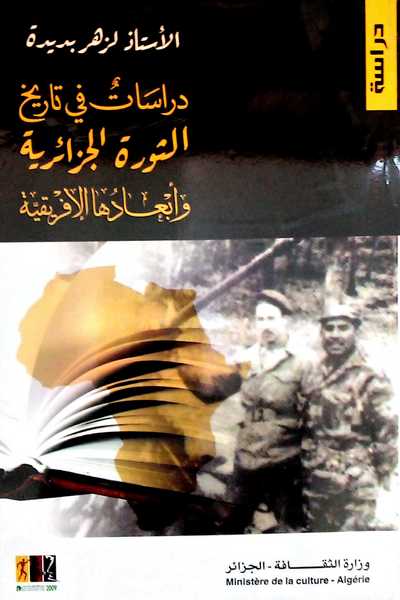 دراسة
الأستاذ لزهر بديدة
دراسات في تاريخ
الثورة الجزائرية
وأبعادها الإفريقية
وزارة الثقافة - الجزائر
Ministère de la culture - Algérie
2009